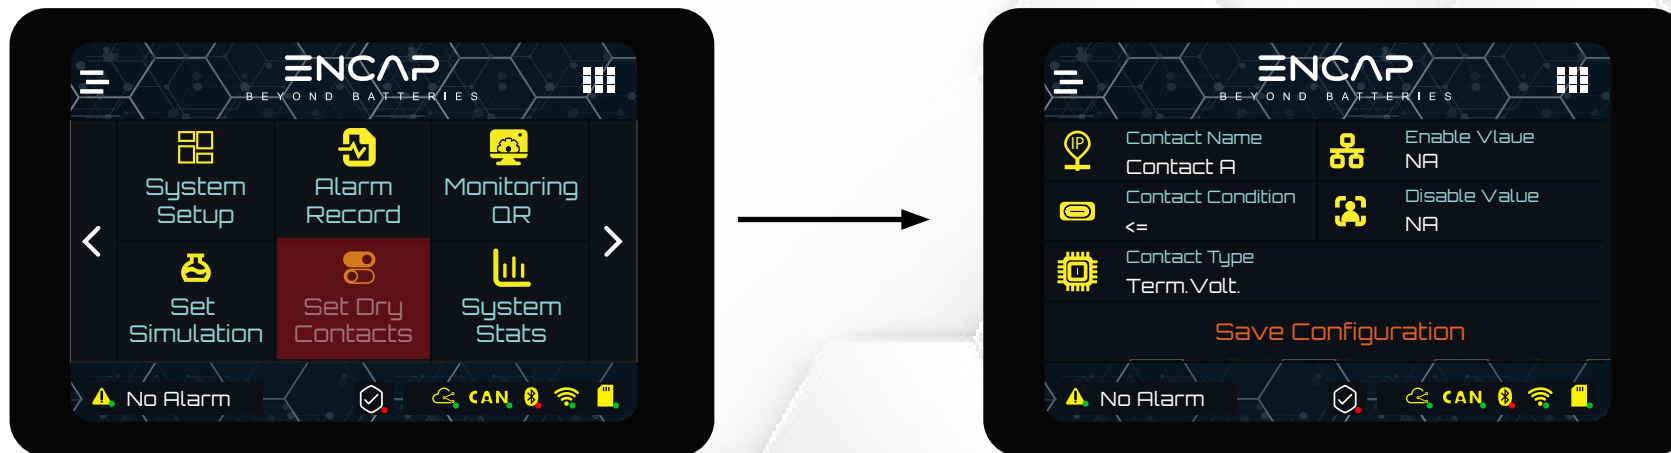 ENCAP
BEYOND BATTERIES
System
Setup
Alarm
Record
Monitoring
QR
Set
Simulation
Set Dry
Contacts
System
Stats
No Alarm
CAN
ENCAP
BEYOND BATTERIES
IP
Contact Name
Contact A
Enable Vlaue
NA
Contact Condition
<=
Disable Value
NA
Contact Type
Term.Volt.
Save Configuration
No Alarm
CAN